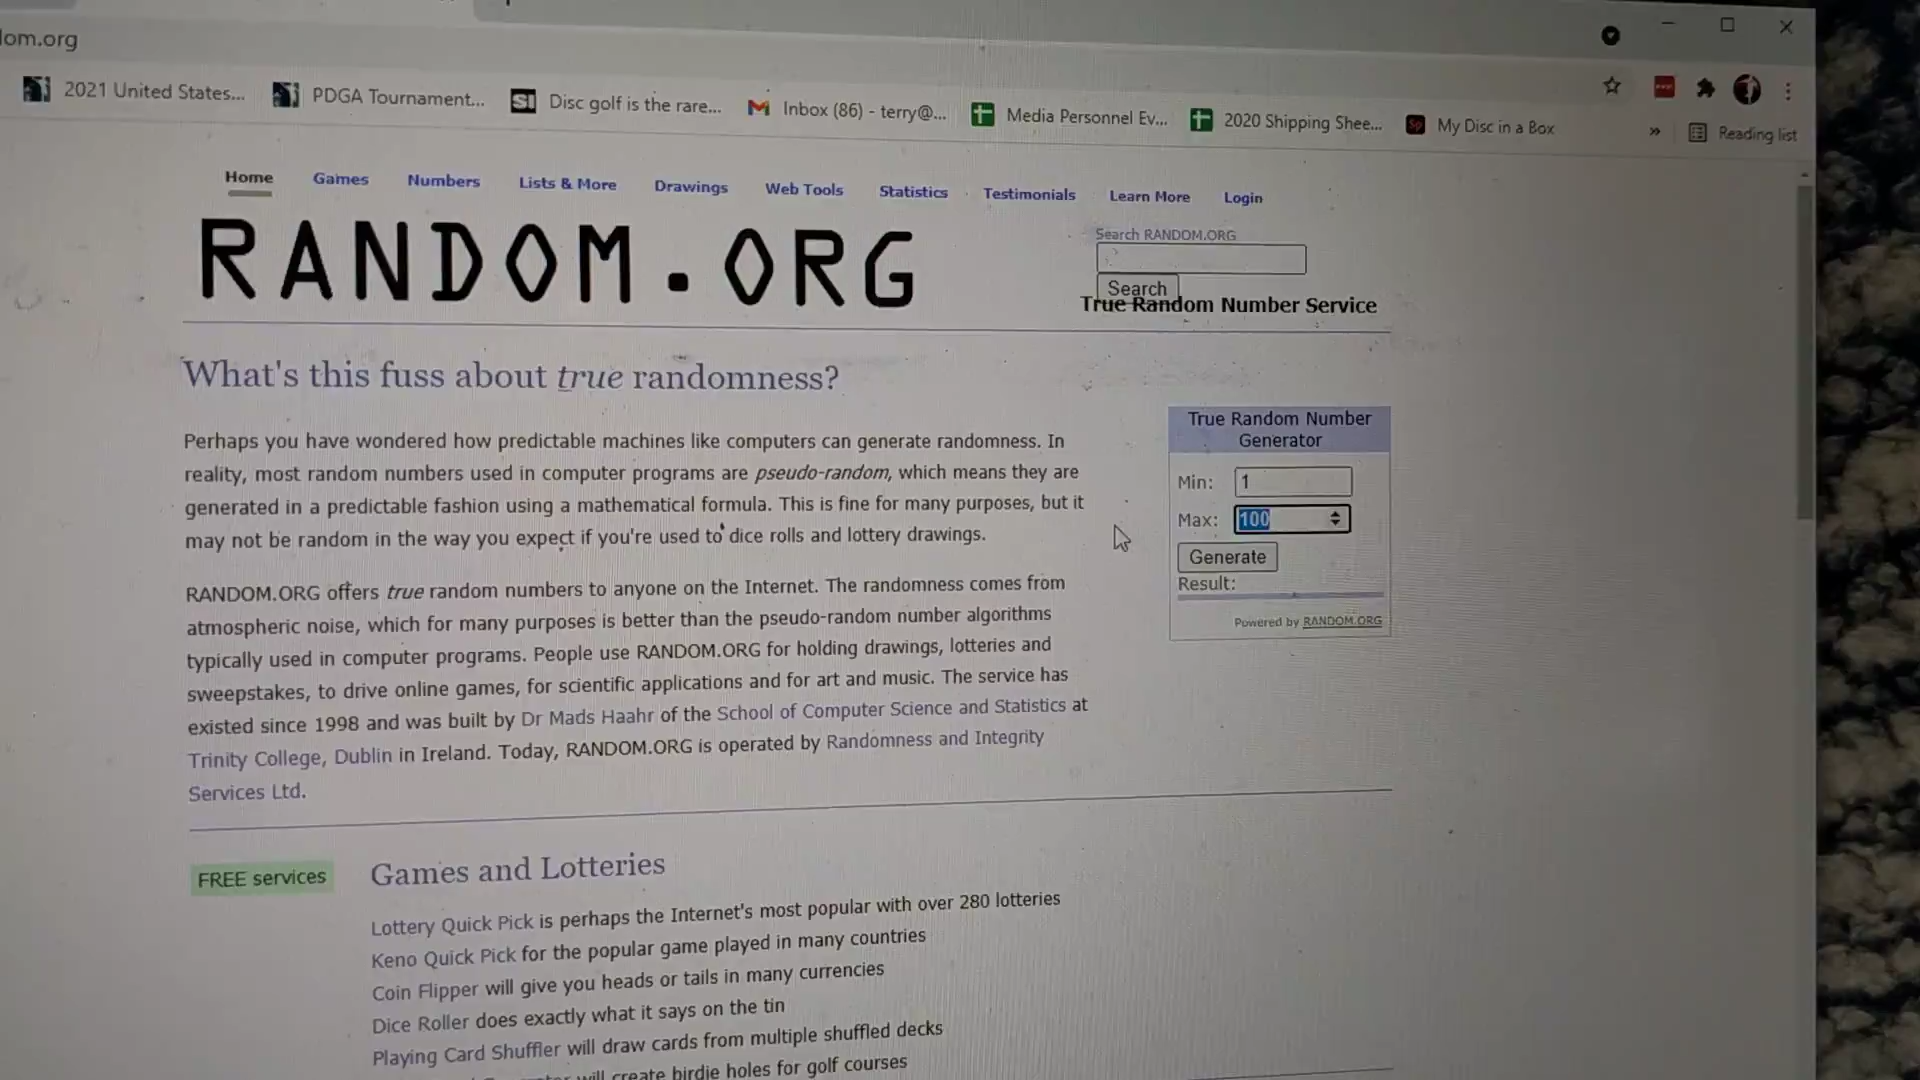 dom.org
2021 United States... PDGA Tournament... SI Disc golf is the rare... Inbox (86) - terry@... Media Personnel Ev... 2020 Shipping Shee... Sp My Disc in a Box » Reading list
Home Games Numbers Lists & More Drawings Web Tools Statistics Testimonials Learn More Login
RANDOM.ORG
Search RANDOM.ORG
Search
True Random Number Service
What's this fuss about true randomness?
Perhaps you have wondered how predictable machines like computers can generate randomness. In
reality, most random numbers used in computer programs are pseudo-random, which means they are
generated in a predictable fashion using a mathematical formula. This is fine for many purposes, but it
may not be random in the way you expect if you're used to dice rolls and lottery drawings.
RANDOM.ORG offers true random numbers to anyone on the Internet. The randomness comes from
atmospheric noise, which for many purposes is better than the pseudo-random number algorithms
typically used in computer programs. People use RANDOM.ORG for holding drawings, lotteries and
sweepstakes, to drive online games, for scientific applications and for art and music. The service has
existed since 1998 and was built by Dr Mads Haahr of the School of Computer Science and Statistics at
Trinity College, Dublin in Ireland. Today, RANDOM.ORG is operated by Randomness and Integrity
Services Ltd.
True Random Number
Generator
Min: 1
Max: 100
Generate
Result:
Powered by RANDOM.ORG
FREE services
Games and Lotteries
Lottery Quick Pick is perhaps the Internet's most popular with over 280 lotteries
Keno Quick Pick for the popular game played in many countries
Coin Flipper will give you heads or tails in many currencies
Dice Roller does exactly what it says on the tin
Playing Card Shuffler will draw cards from multiple shuffled decks
will create birdie holes for golf courses